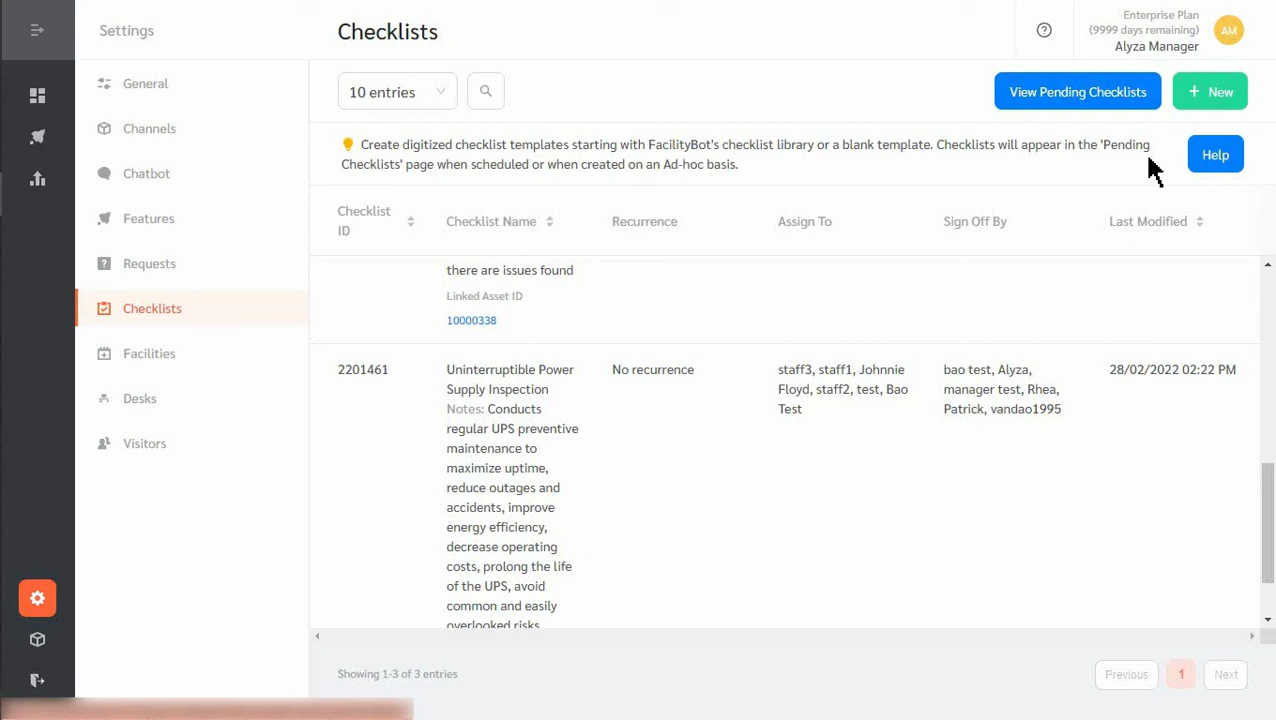 Settings
Checklists
Enterprise Plan
(9999 days remaining)
Alyza Manager
AM
General
Channels
Chatbot
Features
Requests
Checklists
Facilities
Desks
Visitors
10 entries
View Pending Checklists
+ New
Create digitized checklist templates starting with FacilityBot's checklist library or a blank template. Checklists will appear in the 'Pending
Checklists' page when scheduled or when created on an Ad-hoc basis.
Help
Checklist
ID
Checklist Name
Recurrence
Assign To
Sign Off By
Last Modified
there are issues found
Linked Asset ID
10000338
2201461
Uninterruptible Power
Supply Inspection
Notes: Conducts
regular UPS preventive
maintenance to
maximize uptime,
reduce outages and
accidents, improve
energy efficiency,
decrease operating
costs, prolong the life
of the UPS, avoid
common and easily
overlooked risks
No recurrence
staff3, staff1, Johnnie
Floyd, staff2, test, Bao
Test
bao test, Alyza,
manager test, Rhea,
Patrick, vandao1995
28/02/2022 02:22 PM
Showing 1-3 of 3 entries
Previous
1
Next